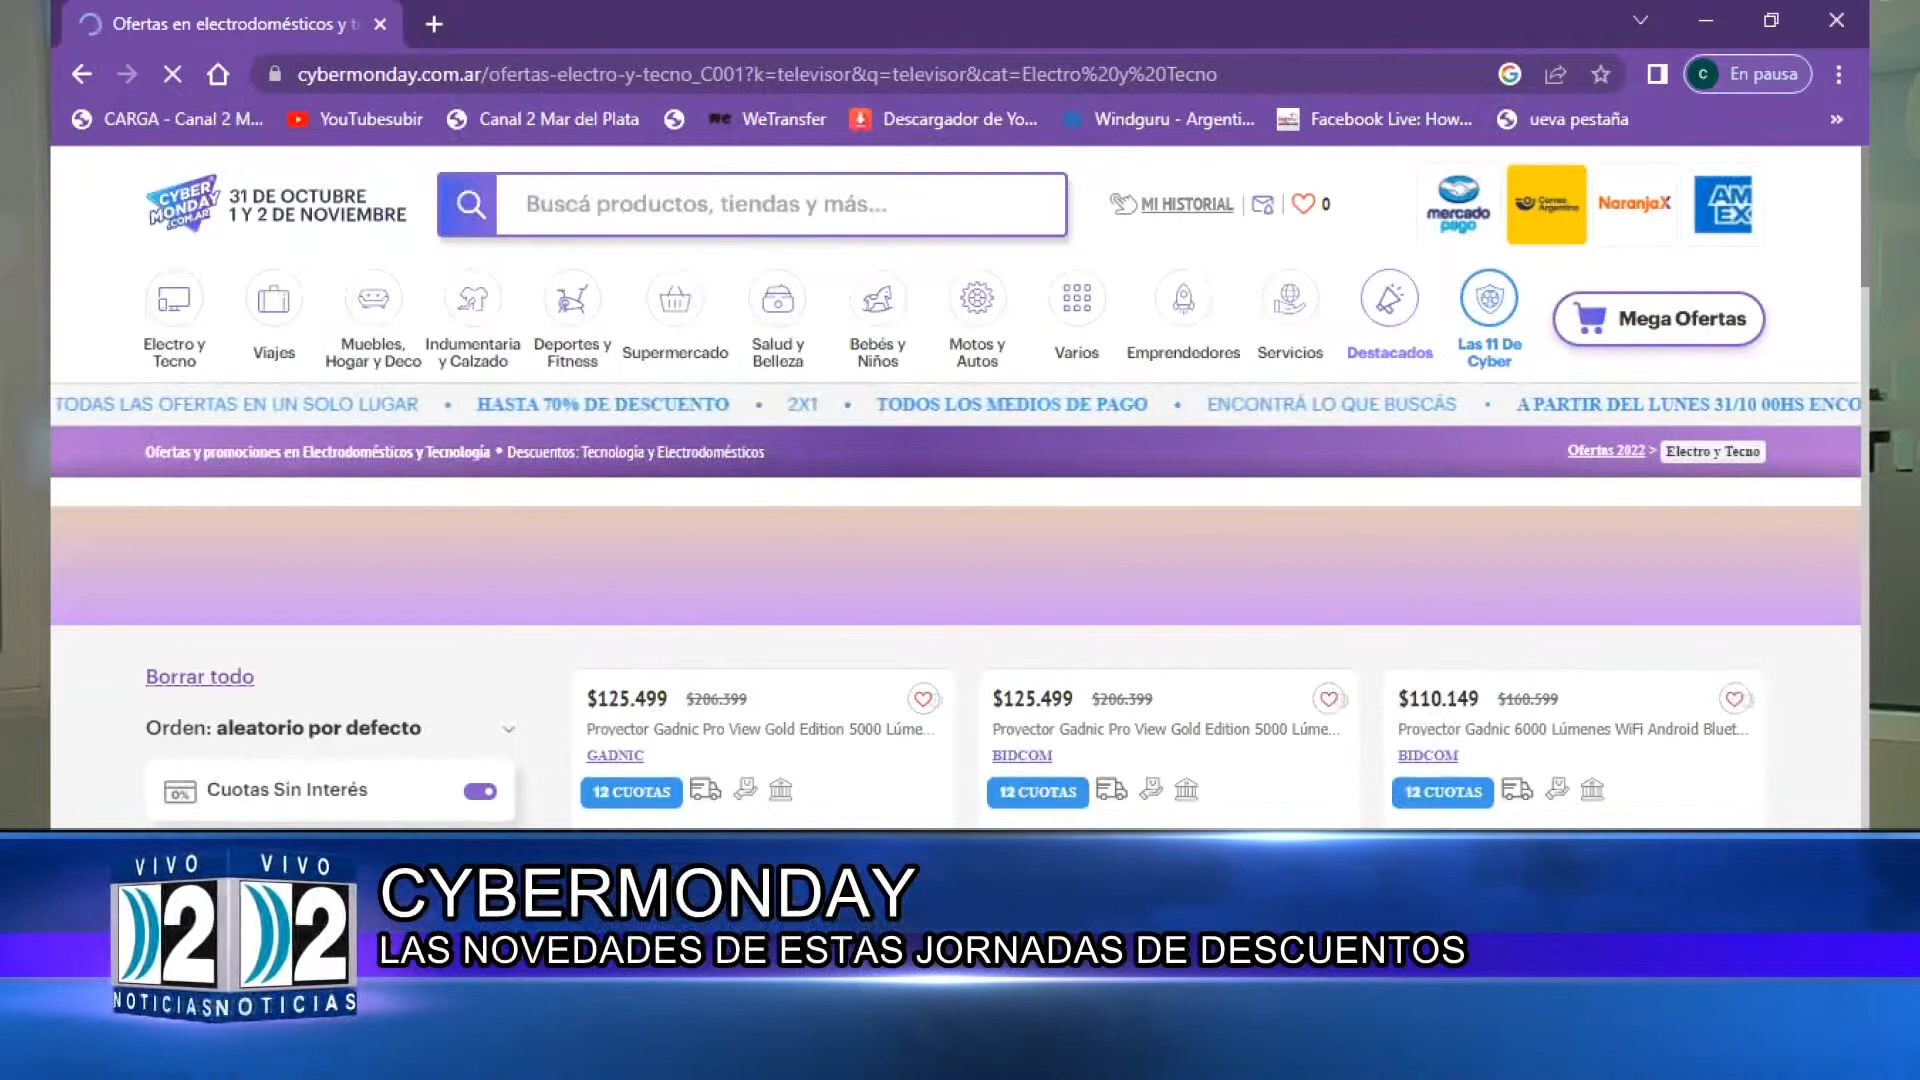 Ofertas en electrodomésticos y t
cybermonday.com.ar/ofertas-electro-y-tecno_C001?k=televisor&q=televisor&cat=Electro%20y%20Tecno
C En pausa
CARGA - Canal 2 M... YouTubesubir Canal 2 Mar del Plata WeTransfer Descargador de Yo... Windguru - Argenti... Facebook Live: How... ueva pestaña »
CYBER MONDAY .COM.AR
31 DE OCTUBRE
1 Y 2 DE NOVIEMBRE
Buscá productos, tiendas y más...
MI HISTORIAL 0
mercado pago
Correo Argentino
NaranjaX
AM EX
Electro y Tecno
Viajes
Muebles, Hogar y Deco
Indumentaria y Calzado
Deportes y Fitness
Supermercado
Salud y Belleza
Bebés y Niños
Motos y Autos
Varios
Emprendedores
Servicios
Destacados
Las 11 De Cyber
Mega Ofertas
TODAS LAS OFERTAS EN UN SOLO LUGAR • HASTA 70% DE DESCUENTO • 2X1 • TODOS LOS MEDIOS DE PAGO • ENCONTRÁ LO QUE BUSCÁS • A PARTIR DEL LUNES 31/10 00HS ENCO
Ofertas y promociones en Electrodomésticos y Tecnología • Descuentos: Tecnología y Electrodomésticos
Ofertas 2022 > Electro y Tecno
Borrar todo
Orden: aleatorio por defecto
0% Cuotas Sin Interés
$125.499 $206.399
Proyector Gadnic Pro View Gold Edition 5000 Lúme...
GADNIC
12 CUOTAS
$125.499 $206.399
Proyector Gadnic Pro View Gold Edition 5000 Lúme...
BIDCOM
12 CUOTAS
$110.149 $160.599
Proyector Gadnic 6000 Lúmenes WiFi Android Bluet...
BIDCOM
12 CUOTAS
VIVO VIVO
2 2
NOTICIAS NOTICIAS
CYBERMONDAY
LAS NOVEDADES DE ESTAS JORNADAS DE DESCUENTOS